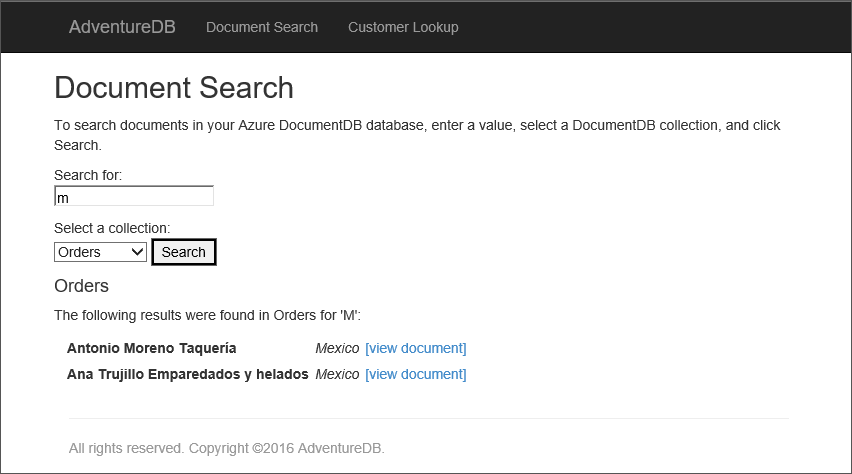 AdventureDB Document Search Customer Lookup
Document Search
To search documents in your Azure DocumentDB database, enter a value, select a DocumentDB collection, and click
Search.
Search for:
m
Select a collection:
Orders Search
Orders
The following results were found in Orders for 'M':
Antonio Moreno Taquería Mexico [view document]
Ana Trujillo Emparedados y helados Mexico [view document]
All rights reserved. Copyright ©2016 AdventureDB.